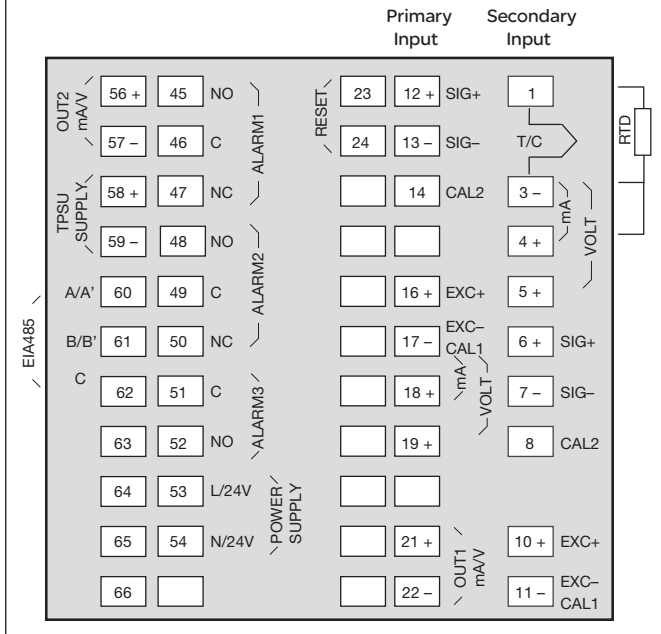 Primary Input
Secondary Input
OUT2 mA/V
56 +
45
NO
RESET
23
12 +
SIG+
1
RTD
57 –
46
C
ALARM1
24
13 –
SIG–
T/C
TPSU SUPPLY
58 +
47
NC
14
CAL2
3 –
mA
VOLT
59 –
48
NO
4 +
EIA485
A/A'
60
49
C
ALARM2
16 +
EXC+
5 +
B/B'
61
50
NC
17 –
EXC–
CAL1
6 +
SIG+
C
62
51
C
ALARM3
18 +
mA
VOLT
7 –
SIG–
63
52
NO
19 +
8
CAL2
64
53
L/24V
POWER SUPPLY
65
54
N/24V
21 +
OUT1 mA/V
10 +
EXC+
66
22 –
11 –
EXC–
CAL1